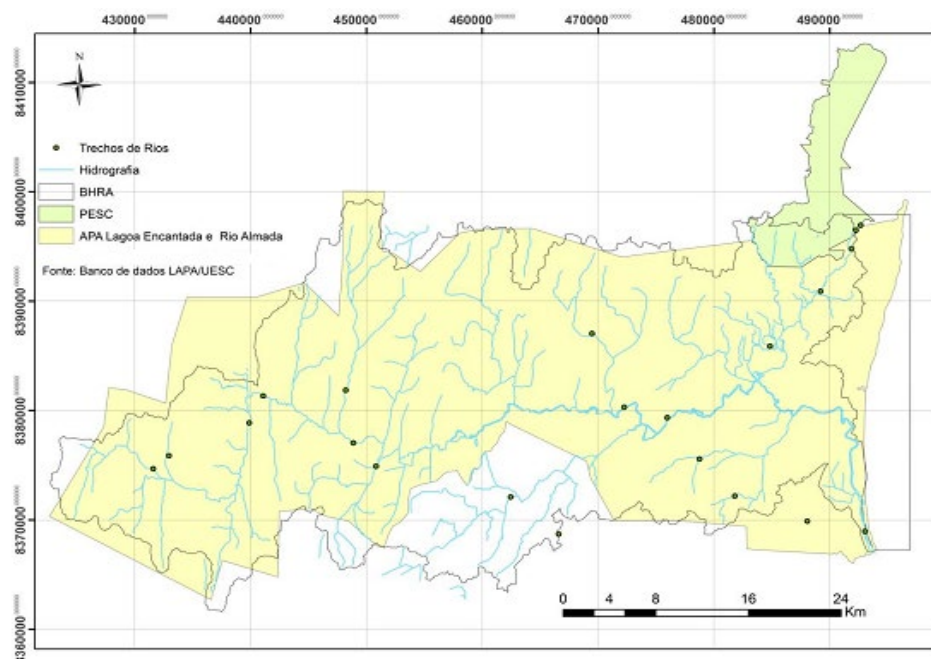 430000 440000 450000 460000 470000 480000 490000
8410000
8400000
8390000
8380000
8370000
8360000
N
Trechos de Rios
Hidrografia
BHRA
PESC
APA Lagoa Encantada e Rio Almada
Fonte: Banco de dados LAPA/UESC
0 4 8 16 24
Km